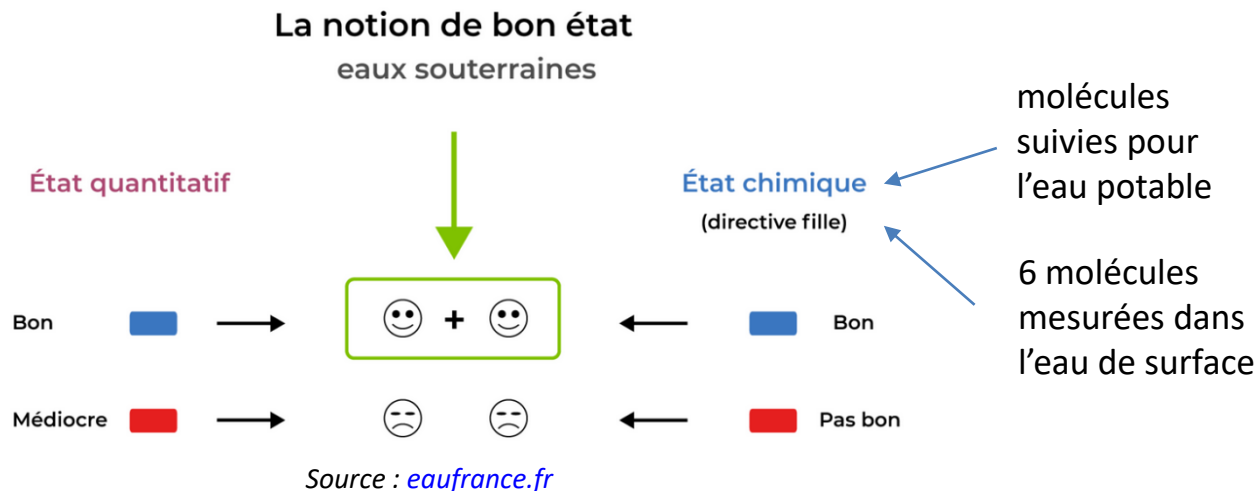 La notion de bon état
eaux souterraines
État quantitatif
État chimique
(directive fille)
molécules
suivies pour
l’eau potable
6 molécules
mesurées dans
l’eau de surface
Bon
+
Bon
Médiocre
Pas bon
Source : eaufrance.fr